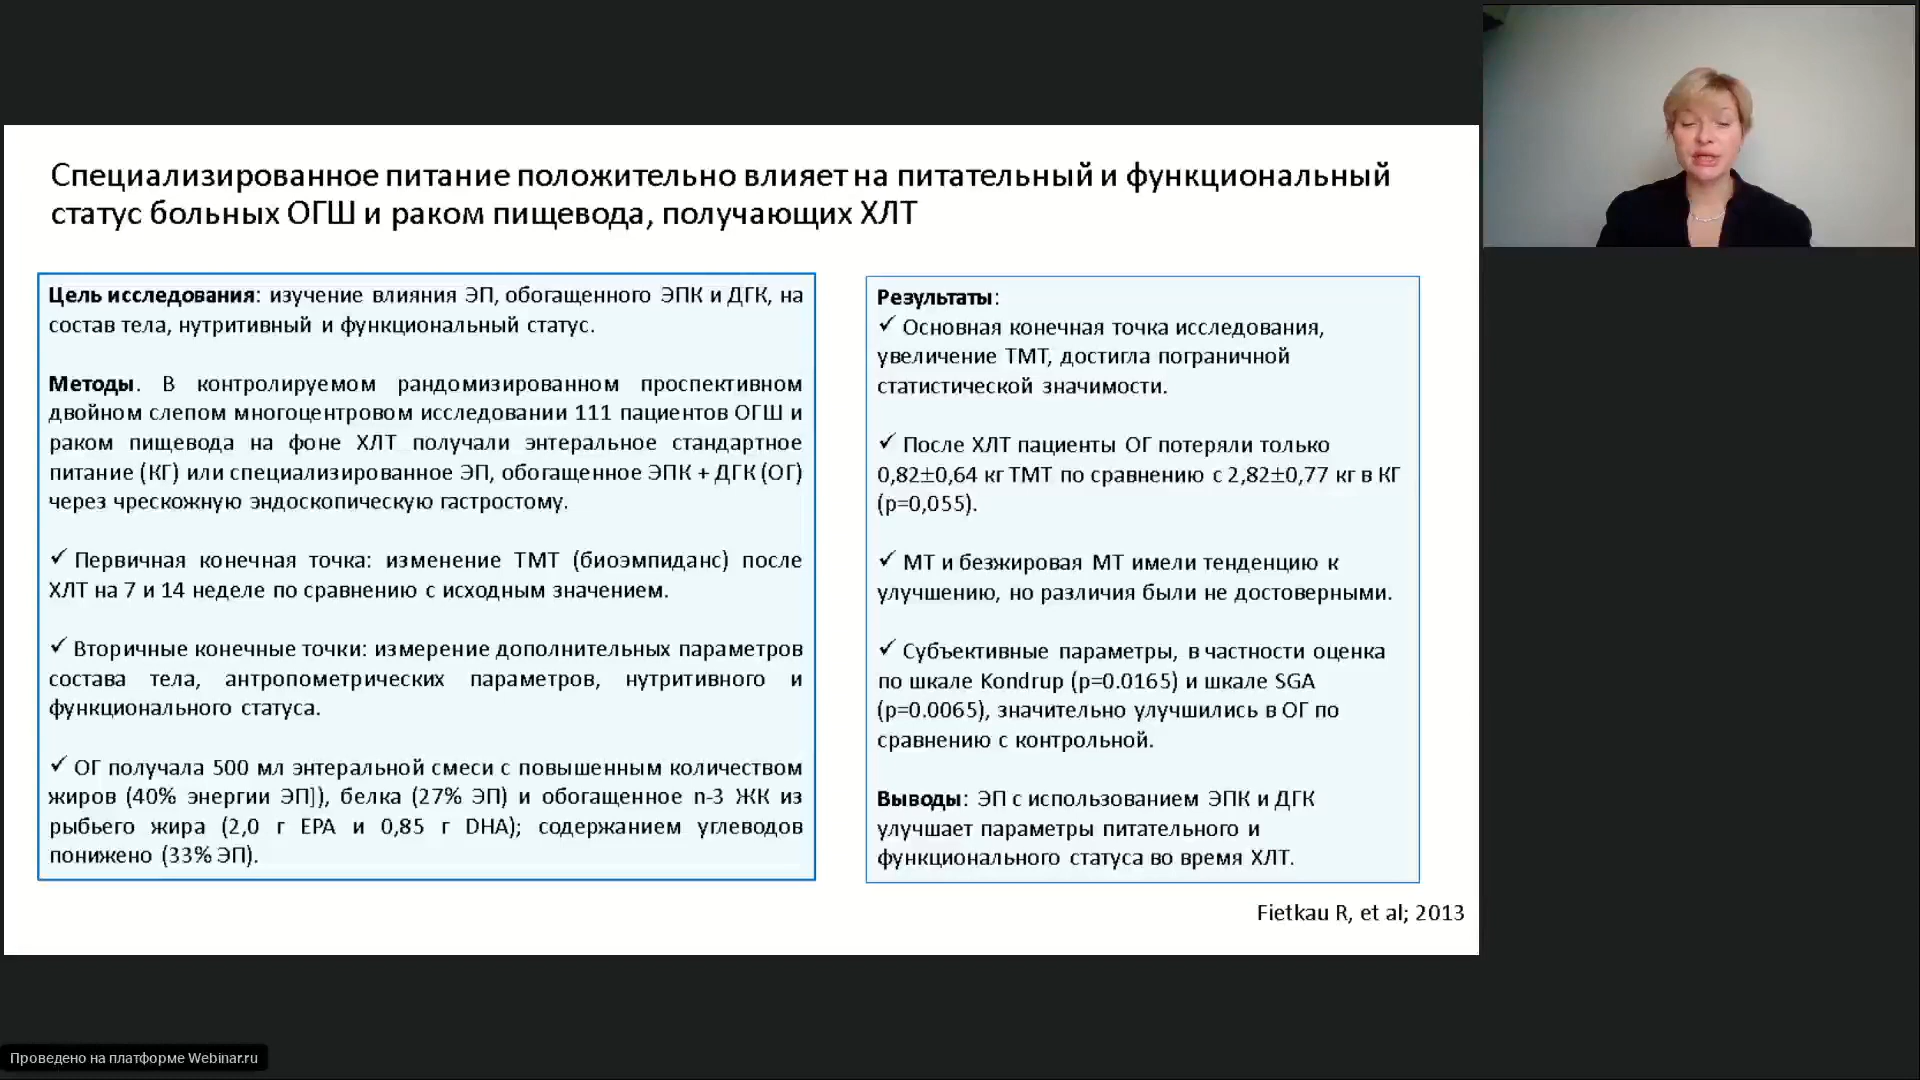 Специализированное питание положительно влияет на питательный и функциональный
статус больных ОГШ и раком пищевода, получающих ХЛТ
Цель исследования: изучение влияния ЭП, обогащенного ЭПК и ДГК, на
состав тела, нутритивный и функциональный статус.
Методы. В контролируемом рандомизированном проспективном
двойном слепом многоцентровом исследовании 111 пациентов ОГШ и
раком пищевода на фоне ХЛТ получали энтеральное стандартное
питание (КГ) или специализированное ЭП, обогащенное ЭПК + ДГК (ОГ)
через чрескожную эндоскопическую гастростому.
✓ Первичная конечная точка: изменение ТМТ (биоэмпиданс) после
ХЛТ на 7 и 14 неделе по сравнению с исходным значением.
✓ Вторичные конечные точки: измерение дополнительных параметров
состава тела, антропометрических параметров, нутритивного и
функционального статуса.
✓ ОГ получала 500 мл энтеральной смеси с повышенным количеством
жиров (40% энергии ЭП]), белка (27% ЭП) и обогащенное n-3 ЖК из
рыбьего жира (2,0 г EPA и 0,85 г DHA); содержанием углеводов
понижено (33% ЭП).
Результаты:
✓ Основная конечная точка исследования,
увеличение ТМТ, достигла пограничной
статистической значимости.
✓ После ХЛТ пациенты ОГ потеряли только
0,82±0,64 кг ТМТ по сравнению с 2,82±0,77 кг в КГ
(p=0,055).
✓ МТ и безжировая МТ имели тенденцию к
улучшению, но различия были не достоверными.
✓ Субъективные параметры, в частности оценка
по шкале Kondrup (p=0.0165) и шкале SGA
(p=0.0065), значительно улучшились в ОГ по
сравнению с контрольной.
Выводы: ЭП с использованием ЭПК и ДГК
улучшает параметры питательного и
функционального статуса во время ХЛТ.
Fietkau R, et al; 2013
Проведено на платформе Webinar.ru